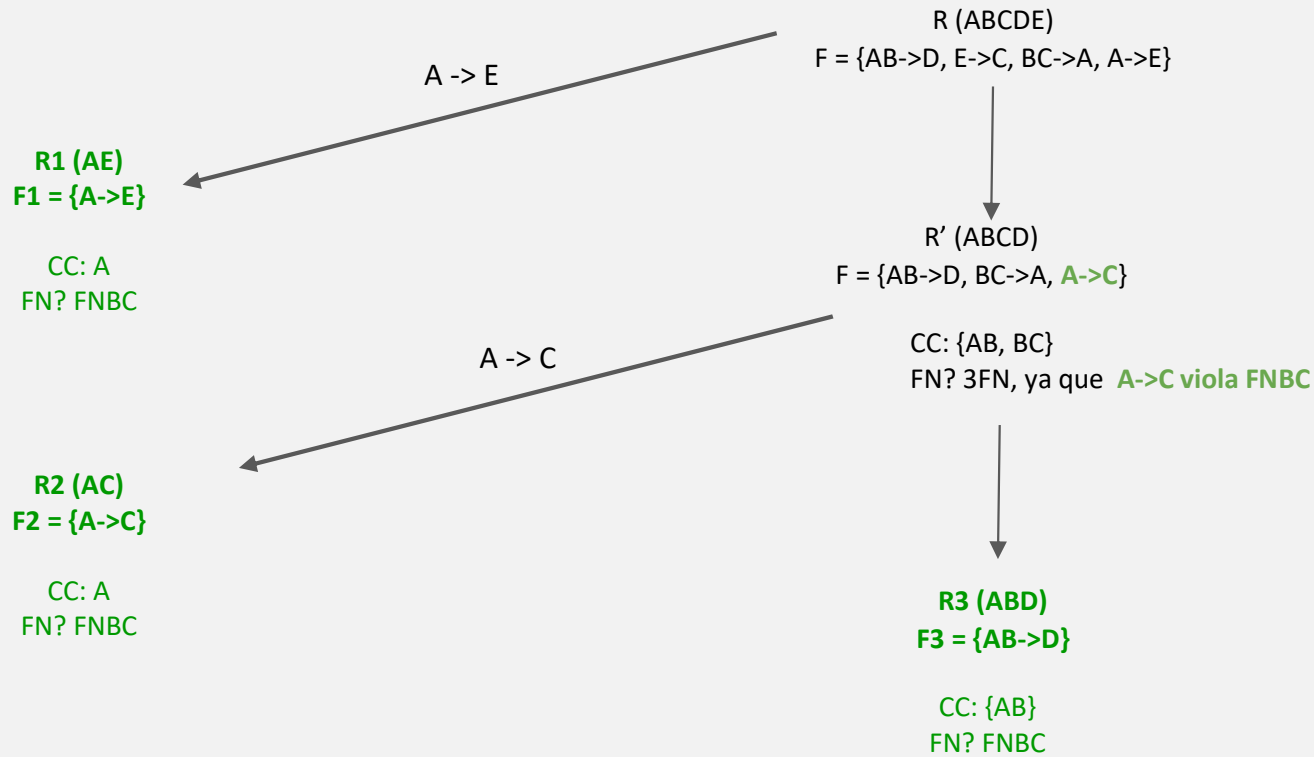 R (ABCDE)
F = {AB->D, E->C, BC->A, A->E}
A -> E
R1 (AE)
F1 = {A->E}
CC: A
FN? FNBC
R’ (ABCD)
F = {AB->D, BC->A, A->C}
CC: {AB, BC}
FN? 3FN, ya que A->C viola FNBC
A -> C
R2 (AC)
F2 = {A->C}
CC: A
FN? FNBC
R3 (ABD)
F3 = {AB->D}
CC: {AB}
FN? FNBC